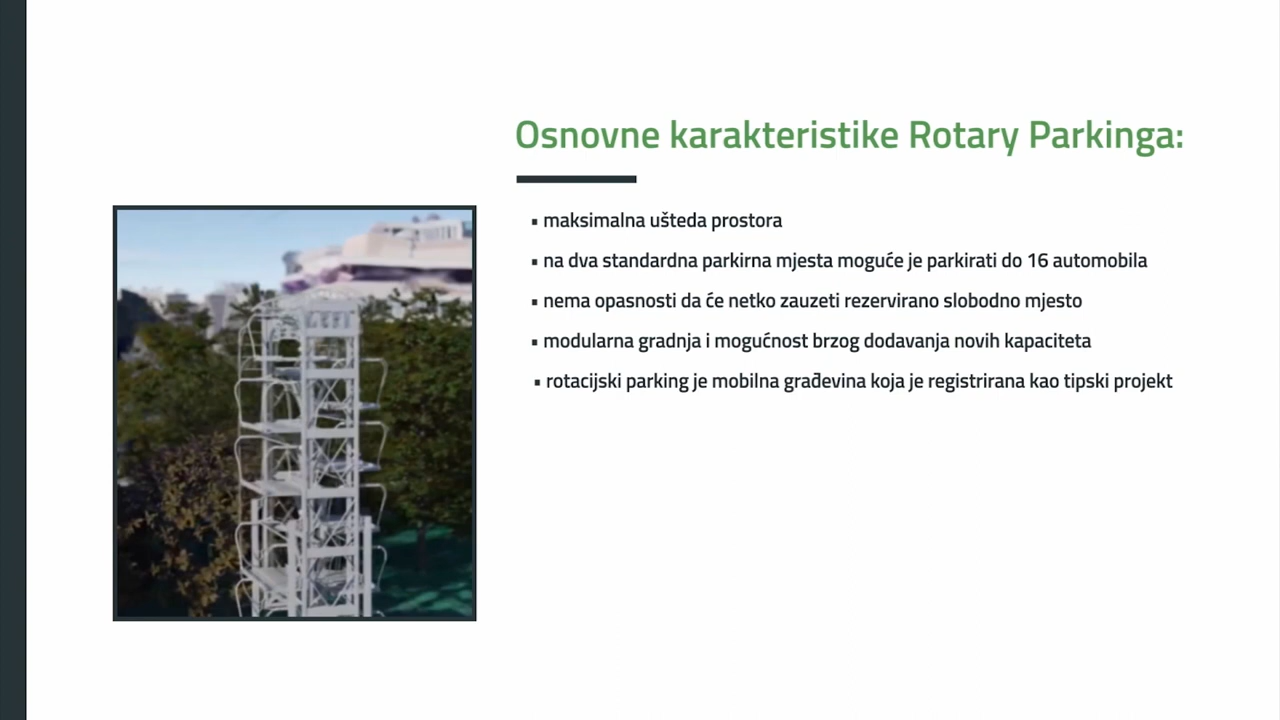 Osnovne karakteristike Rotary Parkinga:
▪ maksimalna ušteda prostora
▪ na dva standardna parkirna mjesta moguće je parkirati do 16 automobila
▪ nema opasnosti da će netko zauzeti rezervirano slobodno mjesto
▪ modularna gradnja i mogućnost brzog dodavanja novih kapaciteta
▪ rotacijski parking je mobilna građevina koja je registrirana kao tipski projekt